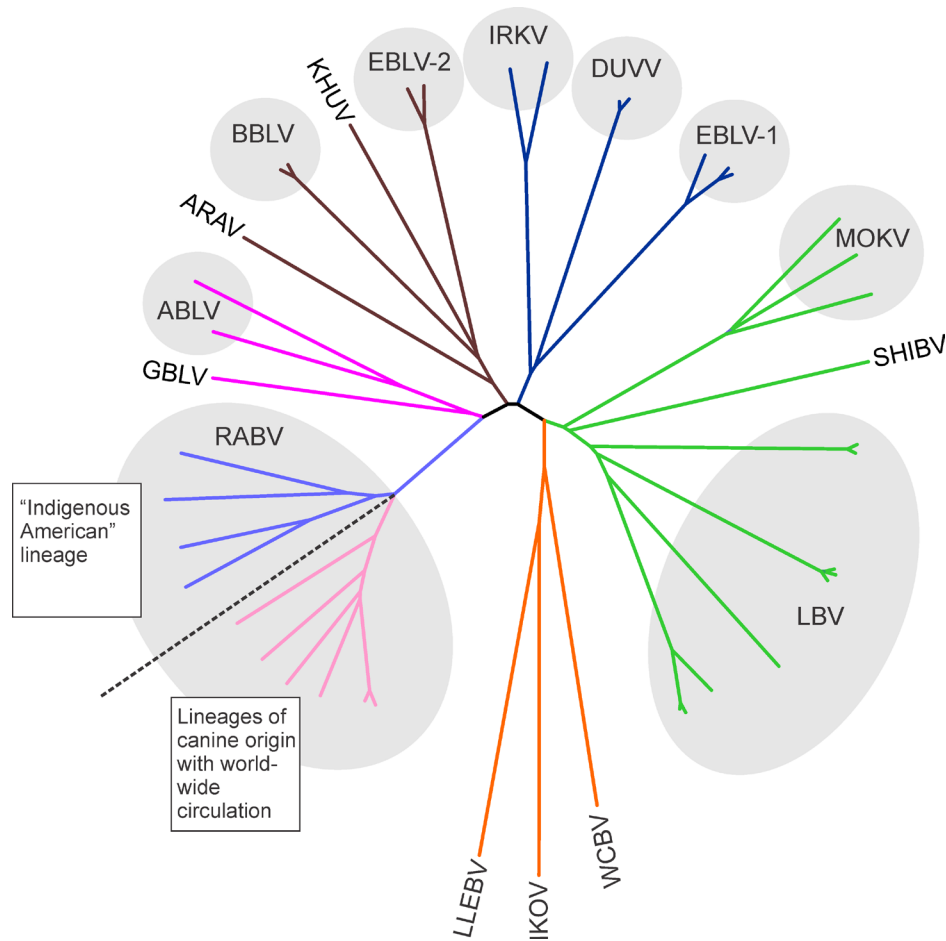 IRKV
EBLV-2
DUVV
KHUV
BBLV
EBLV-1
ARAV
MOKV
ABLV
SHIBV
GBLV
RABV
“Indigenous
American”
lineage
LBV
Lineages of
canine origin
with world-
wide
circulation
WCBV
LLEBV
IKOV